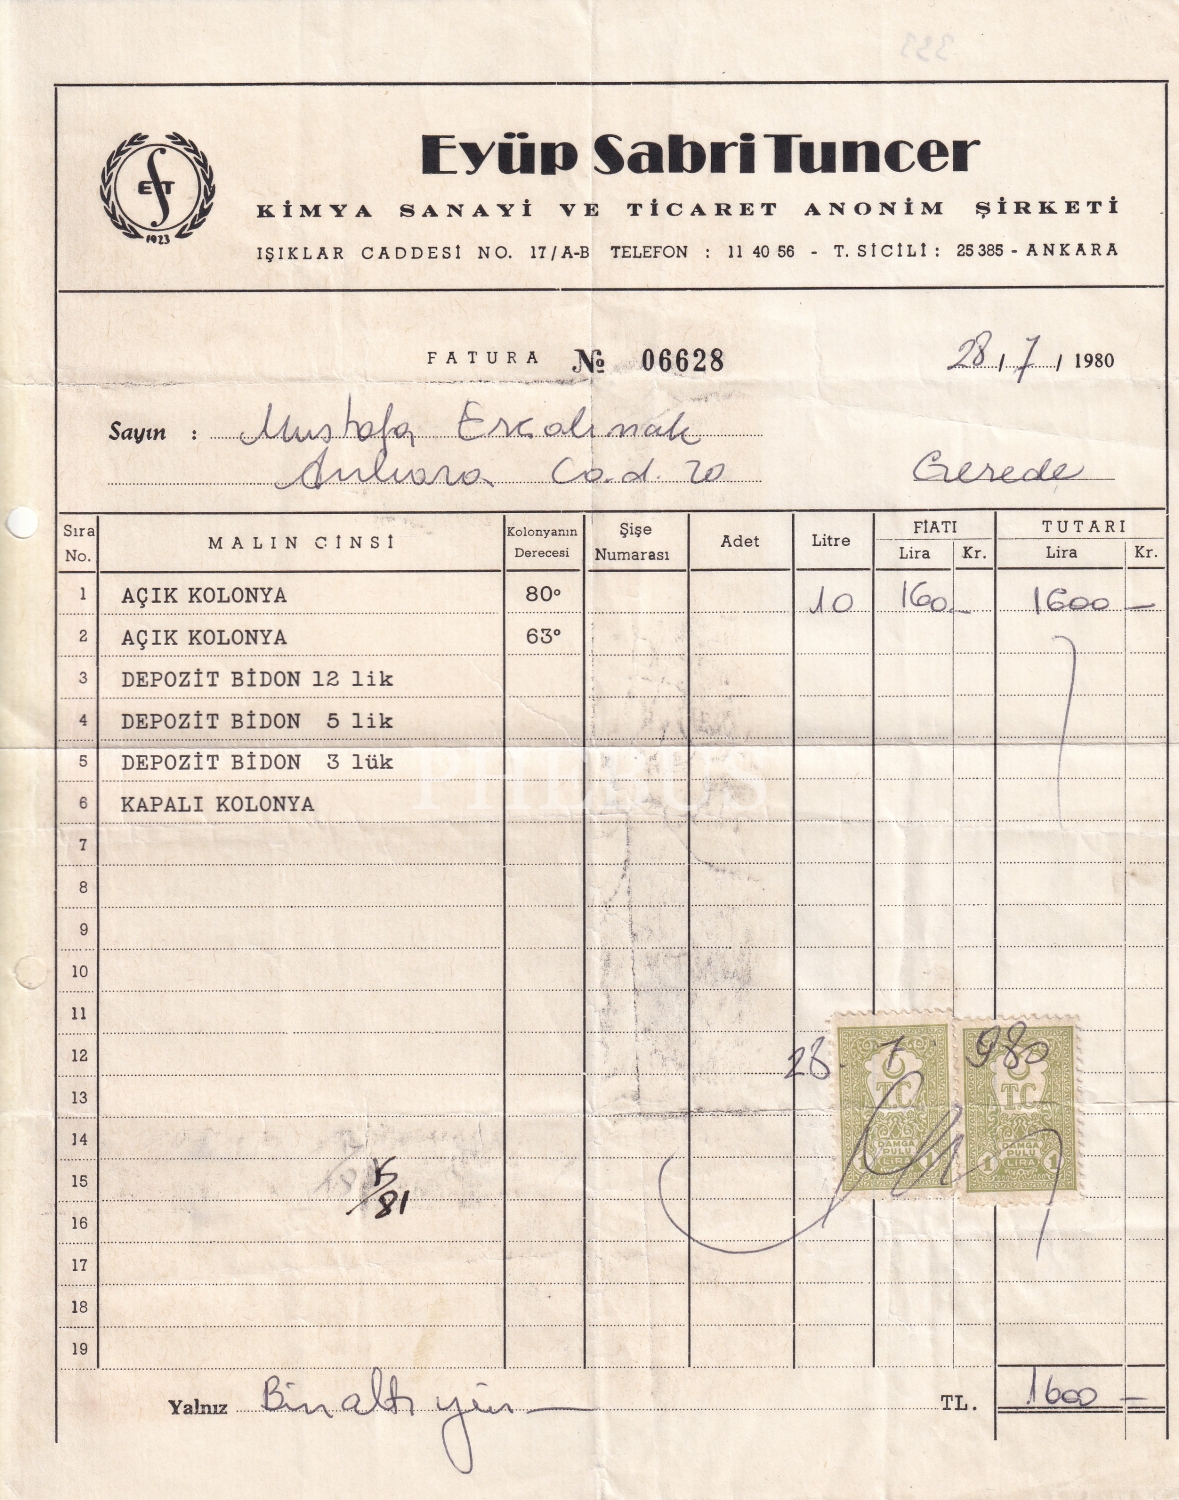 EST
1923
Eyüp Sabri Tuncer
KİMYA SANAYİ VE TİCARET ANONİM ŞİRKETİ
IŞIKLAR CADDESİ NO. 17/A-B TELEFON : 11 40 56 - T. SİCİLİ : 25385 - ANKARA
FATURA № 06628 28 / 7 / 1980
Sayın : Mustafa
Ankara Cad. 20 Gerede
Sıra No. MALIN CİNSİ Kolonyanın Derecesi Şişe Numarası Adet Litre FİATI Lira Kr. TUTARI Lira Kr.
1 AÇIK KOLONYA 80° 10 160 - 1600 -
2 AÇIK KOLONYA 63°
3 DEPOZİT BİDON 12 lik
4 DEPOZİT BİDON 5 lik
5 DEPOZİT BİDON 3 lük
6 KAPALI KOLONYA
PHEBUS
7
8
9
10
11
12 28. 7. 980
T.C T.C
13
14
DAMGA PULU 1 LİRA 1 DAMGA PULU 1 LİRA 1
15
/81
16
17
18
19
Yalnız Binaltıyüz — TL. 1600 -